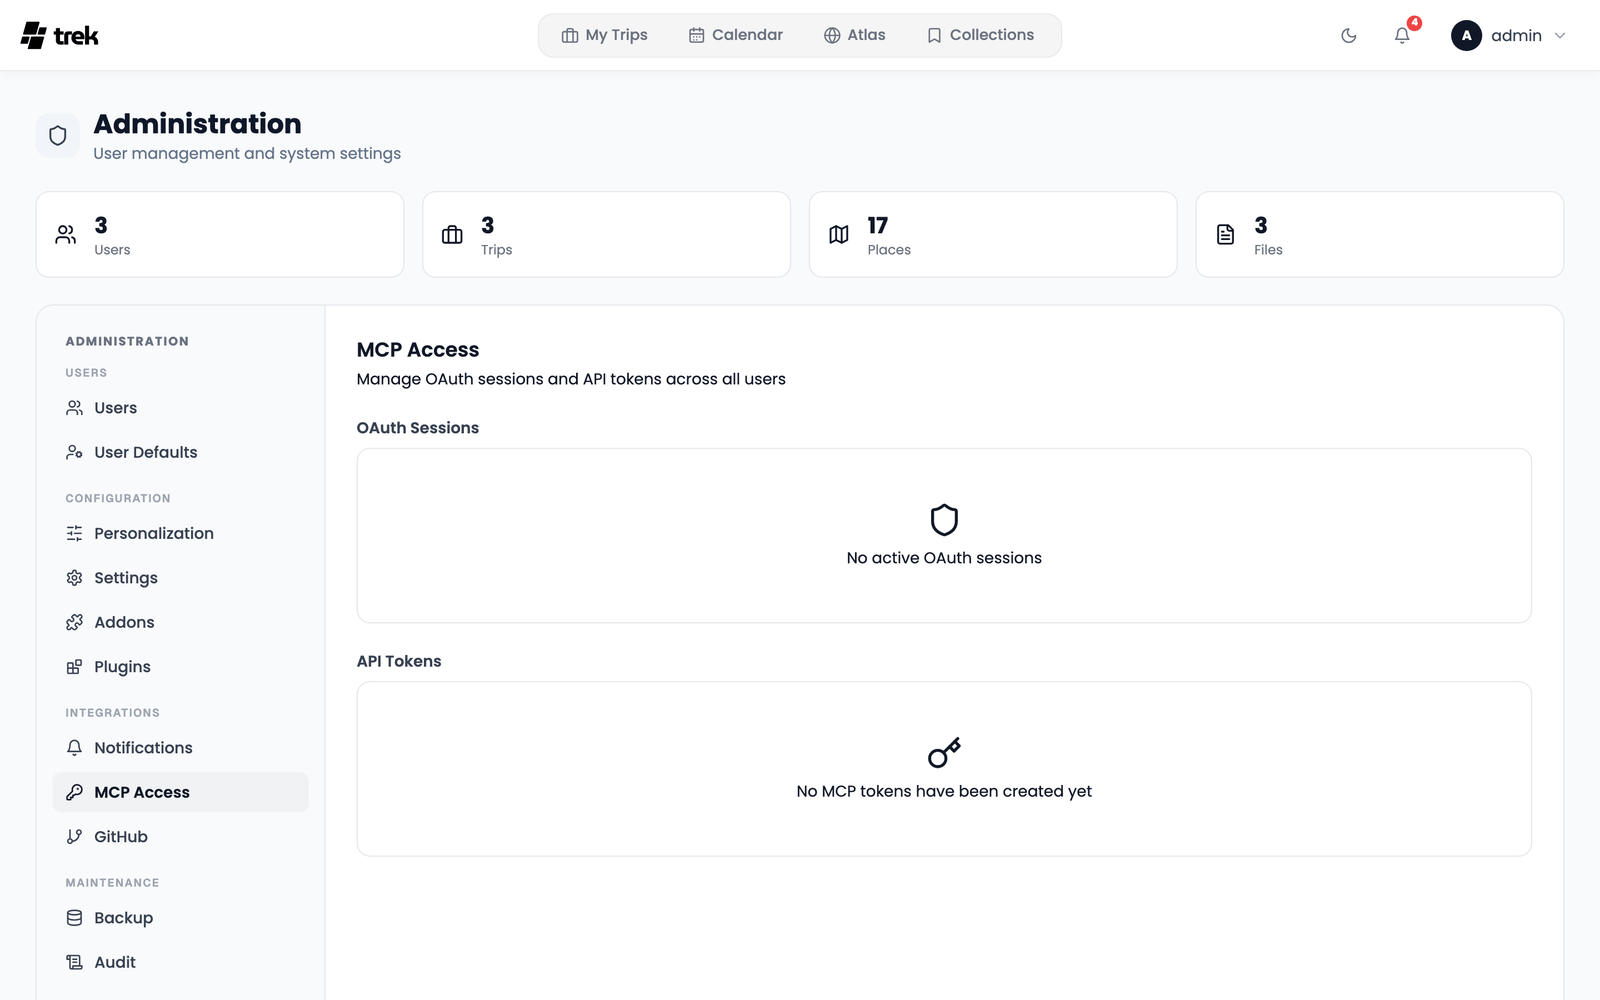 trek
My Trips
Calendar
Atlas
Collections
4
A
admin
Administration
User management and system settings
3
Users
3
Trips
17
Places
3
Files
ADMINISTRATION
USERS
Users
User Defaults
CONFIGURATION
Personalization
Settings
Addons
Plugins
INTEGRATIONS
Notifications
MCP Access
GitHub
MAINTENANCE
Backup
Audit
MCP Access
Manage OAuth sessions and API tokens across all users
OAuth Sessions
No active OAuth sessions
API Tokens
No MCP tokens have been created yet